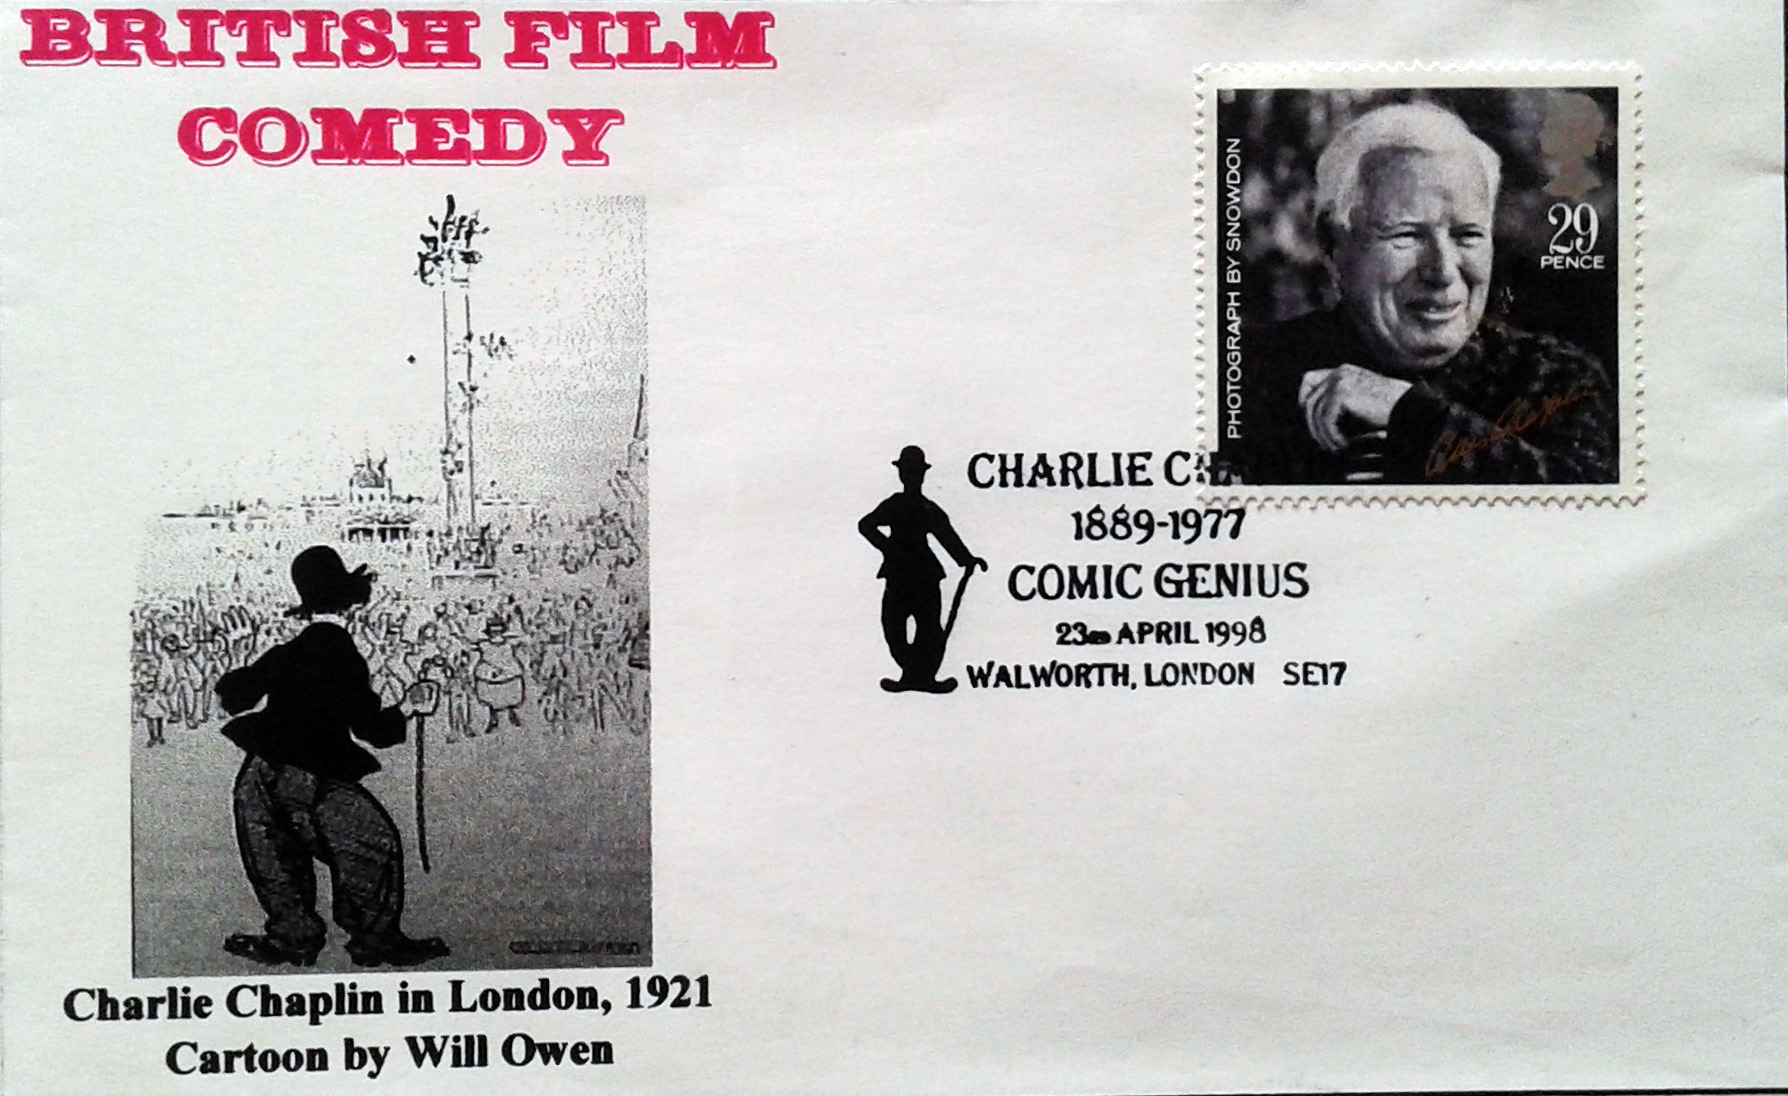 BRITISH FILM
COMEDY
PHOTOGRAPH BY SNOWDON
29
PENCE
CHARLIE
1889-1977
COMIC GENIUS
23RD APRIL 1998
WALWORTH, LONDON SE17
Charlie Chaplin in London, 1921
Cartoon by Will Owen